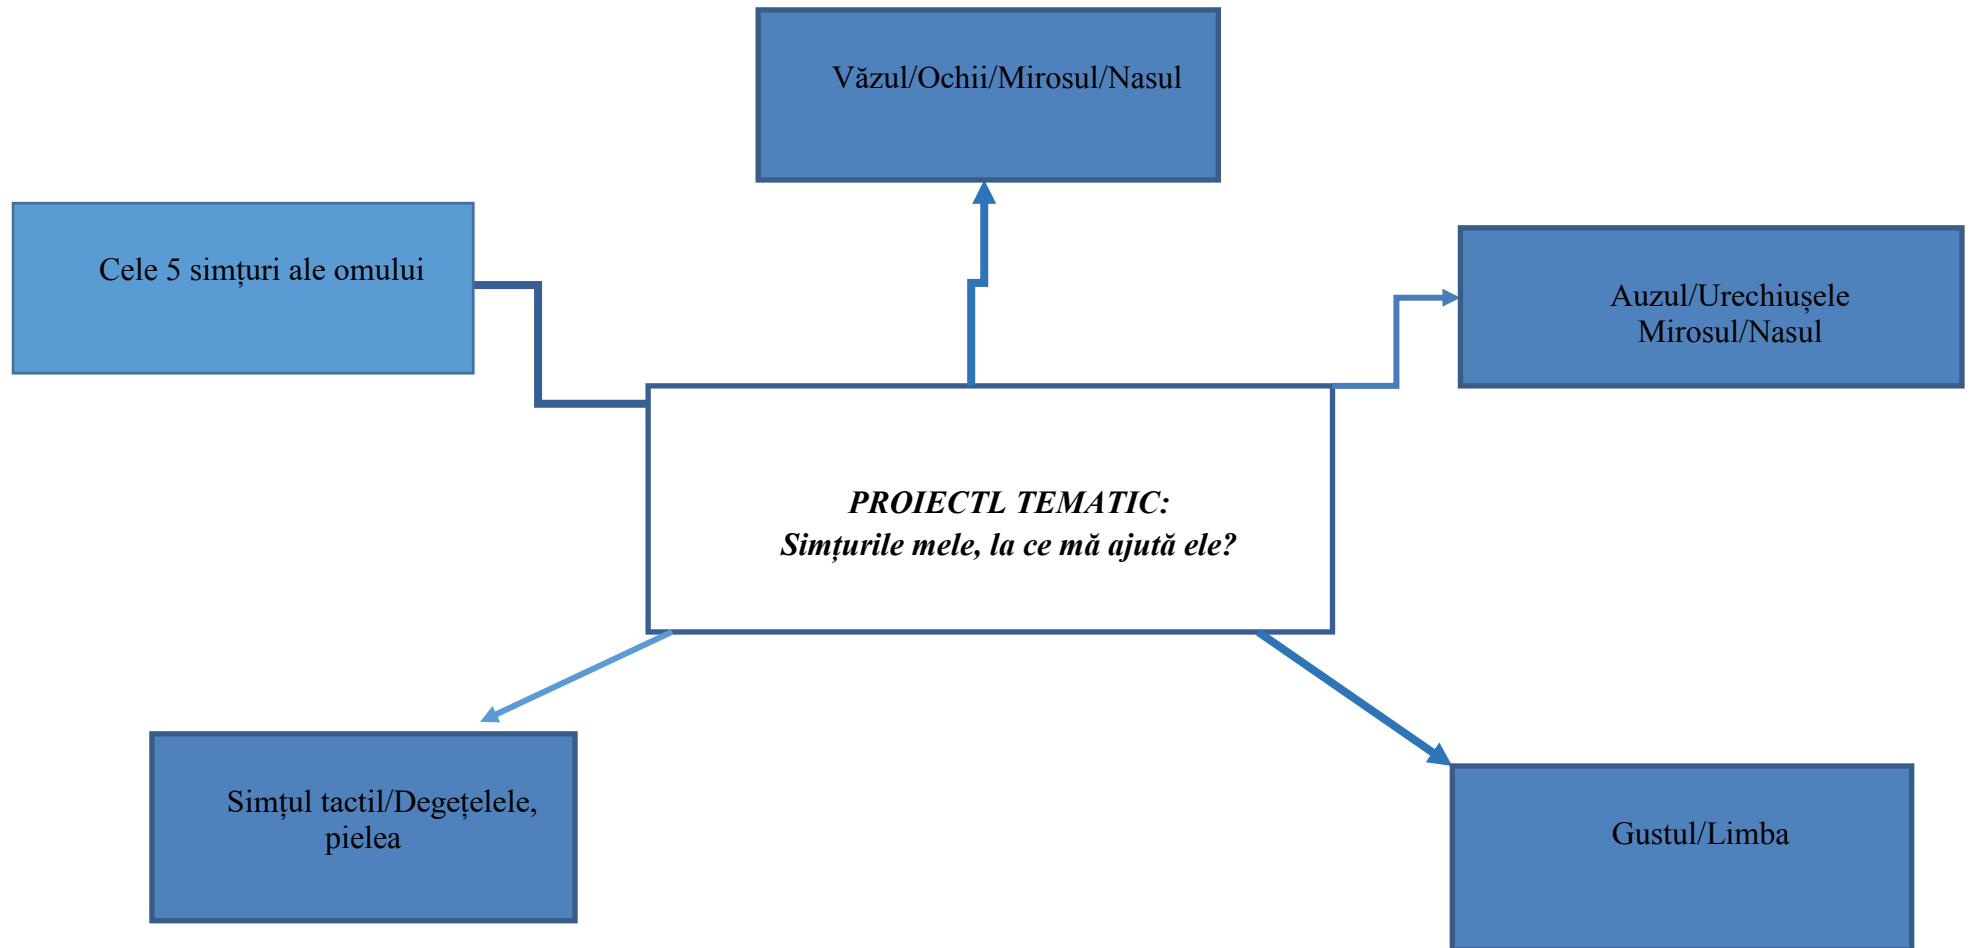 Văzul/Ochii/Mirosul/Nasul
Cele 5 simțuri ale omului
Auzul/Urechiușele
Mirosul/Nasul
PROIECTL TEMATIC:
Simțurile mele, la ce mă ajută ele?
Simțul tactil/Degețelele,
pielea
Gustul/Limba